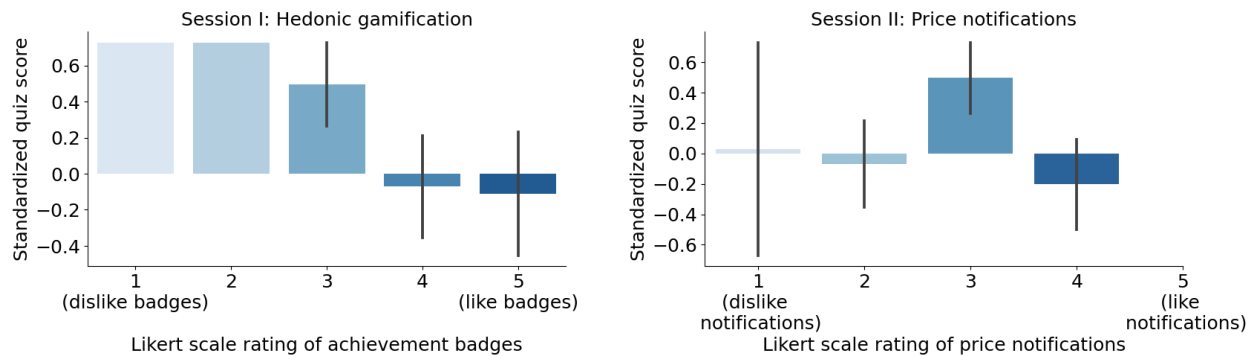 Session I: Hedonic gamification
Standardized quiz score
0.6
0.4
0.2
0.0
−0.2
−0.4
1
2
3
4
5
(dislike badges)
(like badges)
Likert scale rating of achievement badges
Session II: Price notifications
Standardized quiz score
0.6
0.4
0.2
0.0
−0.2
−0.4
−0.6
1
2
3
4
5
(dislike
notifications)
(like
notifications)
Likert scale rating of price notifications